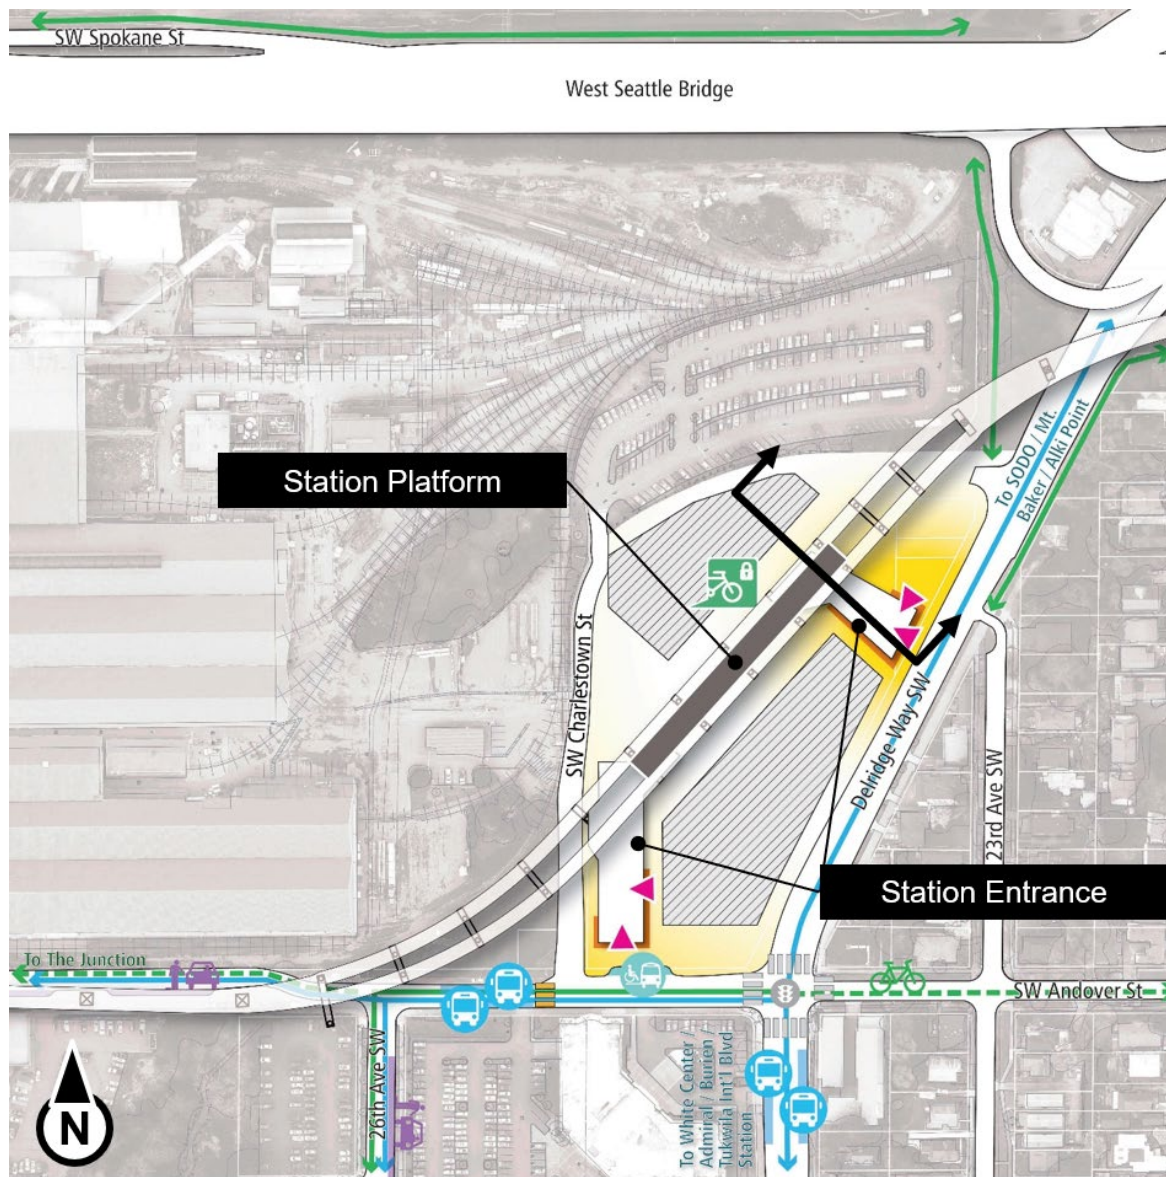 SW Spokane St
West Seattle Bridge
To SODO / Mt.
Baker / Alki Point
Station Platform
SW Charlestown St
Delridge Way SW
23rd Ave SW
Station Entrance
To The Junction
SW Andover St
26th Ave SW
To White Center /
Admiral / Burien /
Tukwila Int'l Blvd
Station
N